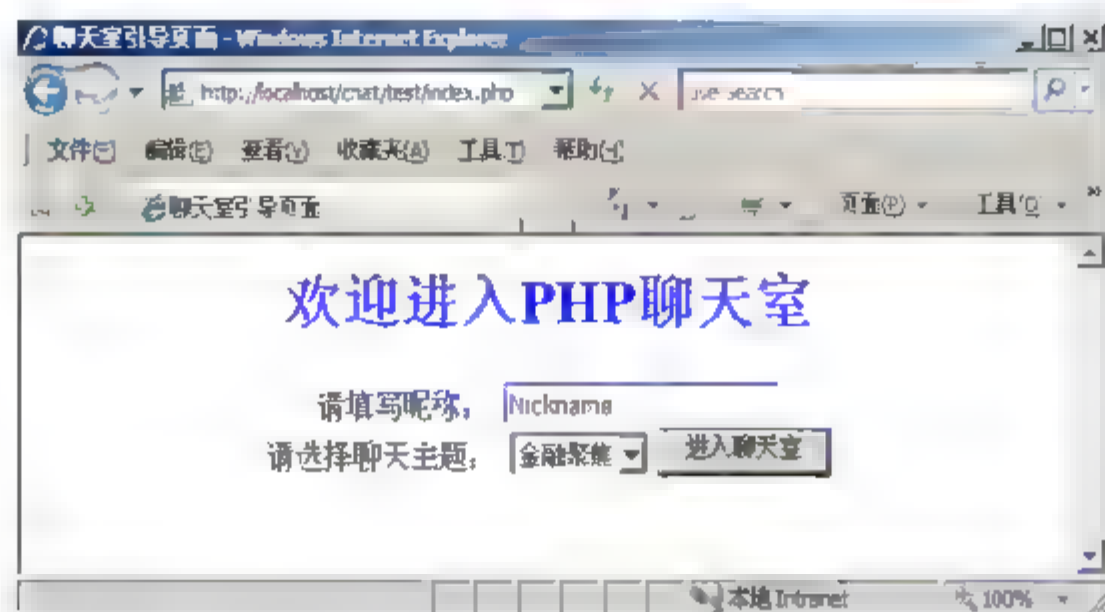 聊天室引导页面 - Windows Internet Explorer
http://localhost/chat/test/index.php Live Search
文件(F) 编辑(E) 查看(V) 收藏夹(A) 工具(T) 帮助(H)
聊天室引导页面 页面(P) 工具(O) »
欢迎进入PHP聊天室
请填写昵称： Nickname
请选择聊天主题： 金融聚焦 进入聊天室
本地 Intranet 100%